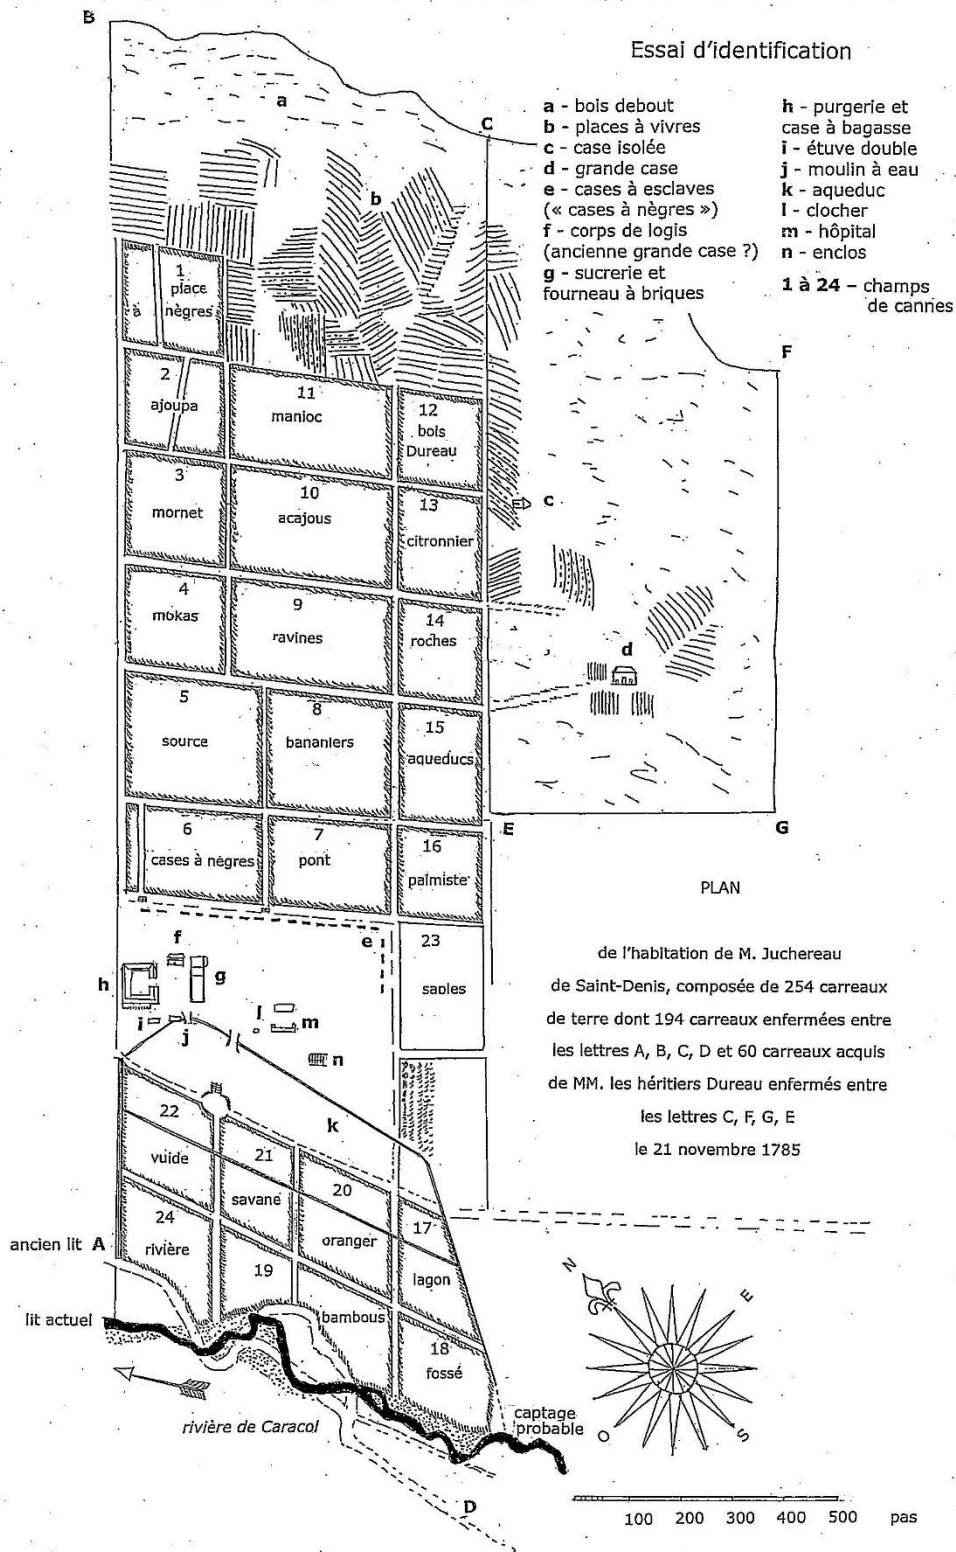 B
Essai d'identification
a - bois debout
b - places à vivres
c - case isolée
d - grande case
e - cases à esclaves
(« cases à nègres »)
f - corps de logis
(ancienne grande case ?)
g - sucrerie et
fourneau à briques
h - purgerie et
case à bagasse
i - étuve double
j - moulin à eau
k - aqueduc
l - clocher
m - hôpital
n - enclos
1 à 24 – champs
de cannes
a
C
b
F
1
place
nègres
2
ajoupa
11
manioc
12
bois
Dureau
3
mornet
10
acajous
13
citronnier
c
4
mokas
9
ravines
14
roches
d
5
source
8
bananiers
15
aqueducs
E
G
6
cases à nègres
7
pont
16
palmiste
PLAN
de l'habitation de M. Juchereau
de Saint-Denis, composée de 254 carreaux
de terre dont 194 carreaux enfermées entre
les lettres A, B, C, D et 60 carreaux acquis
de MM. les héritiers Dureau enfermés entre
les lettres C, F, G, E
le 21 novembre 1785
e
23
sables
f
h
g
i
j
l
m
n
k
22
vuide
21
savane
20
oranger
17
lagon
24
rivière
19
bambous
18
fossé
ancien lit A
lit actuel
rivière de Caracol
captage
probable
D
N
E
O
S
100 200 300 400 500 pas